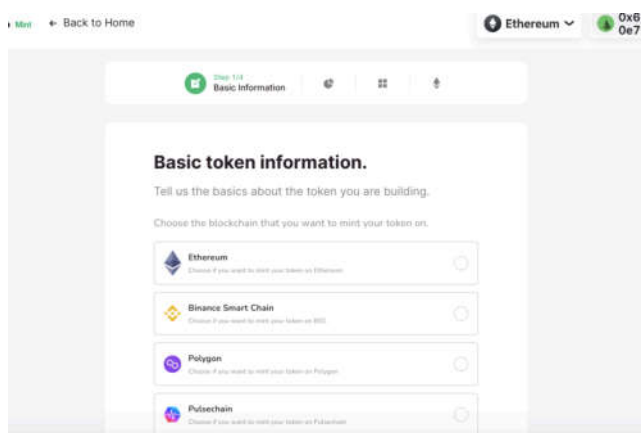 Mint ← Back to Home
Ethereum
0x6
0e7
Step 1/4
Basic Information
Basic token information.
Tell us the basics about the token you are building.
Choose the blockchain that you want to mint your token on.
Ethereum
Choose if you want to mint your token on Ethereum
Binance Smart Chain
Choose if you want to mint your token on BSC
Polygon
Choose if you want to mint your token on Polygon
Pulsechain
Choose if you want to mint your token on Pulsechain